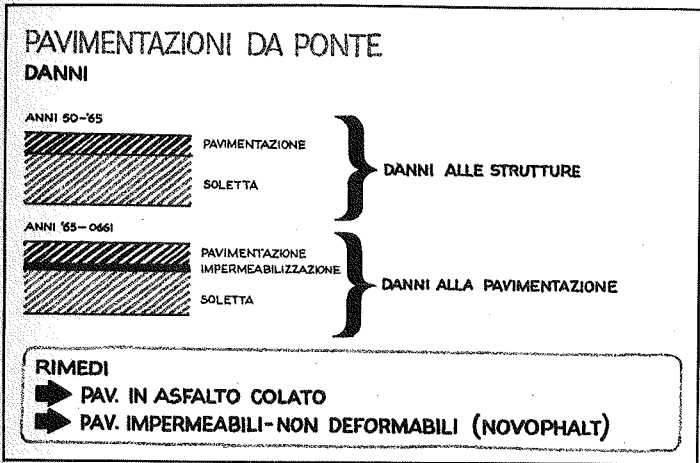 PAVIMENTAZIONI DA PONTE
DANNI
ANNI 50-'65
PAVIMENTAZIONE
SOLETTA
DANNI ALLE STRUTTURE
ANNI '65-0661
PAVIMENTAZIONE
IMPERMEABILIZZAZIONE
SOLETTA
DANNI ALLA PAVIMENTAZIONE
RIMEDI
PAV. IN ASFALTO COLATO
PAV. IMPERMEABILI-NON DEFORMABILI (NOVOPHALT)